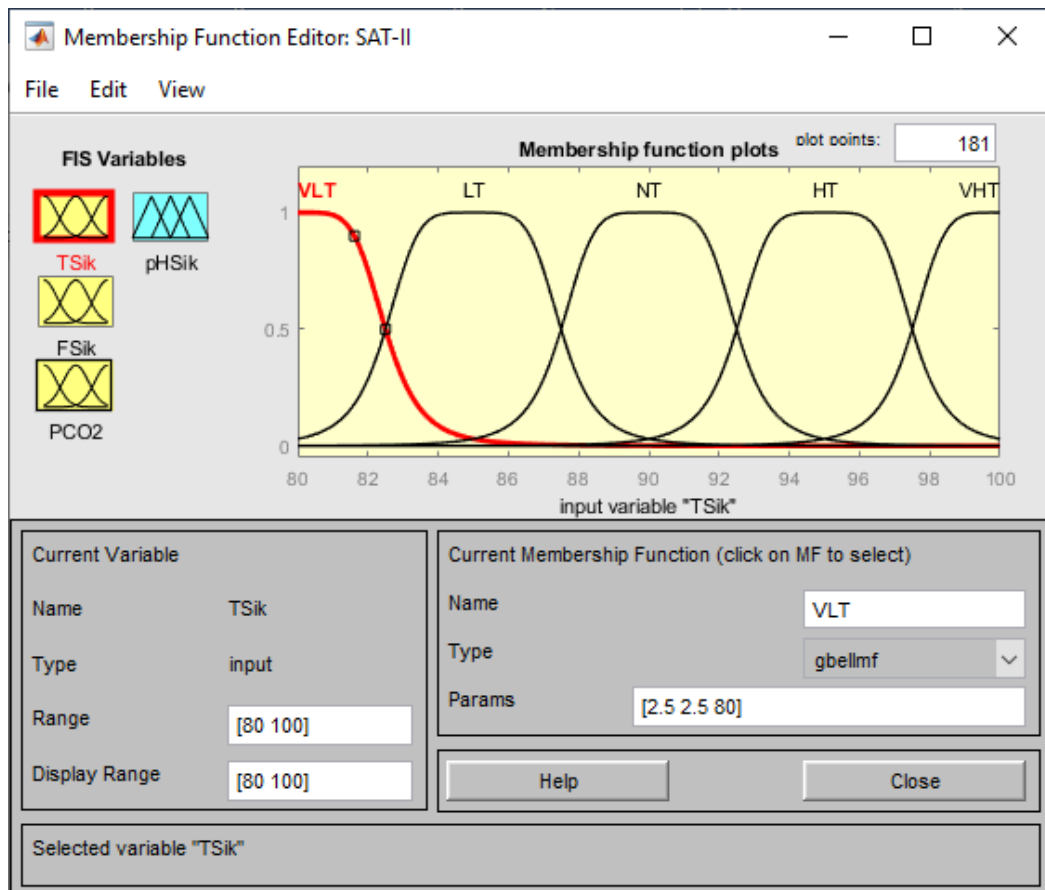 Membership Function Editor: SAT-II
File Edit View
FIS Variables
TSik
pHSik
FSik
PCO2
Membership function plots
plot points:
181
VLT LT NT HT VHT
1
0.5
0
80 82 84 86 88 90 92 94 96 98 100
input variable "TSik"
Current Variable
Name TSik
Type input
Range [80 100]
Display Range [80 100]
Current Membership Function (click on MF to select)
Name VLT
Type gbellmf
Params [2.5 2.5 80]
Help Close
Selected variable "TSik"